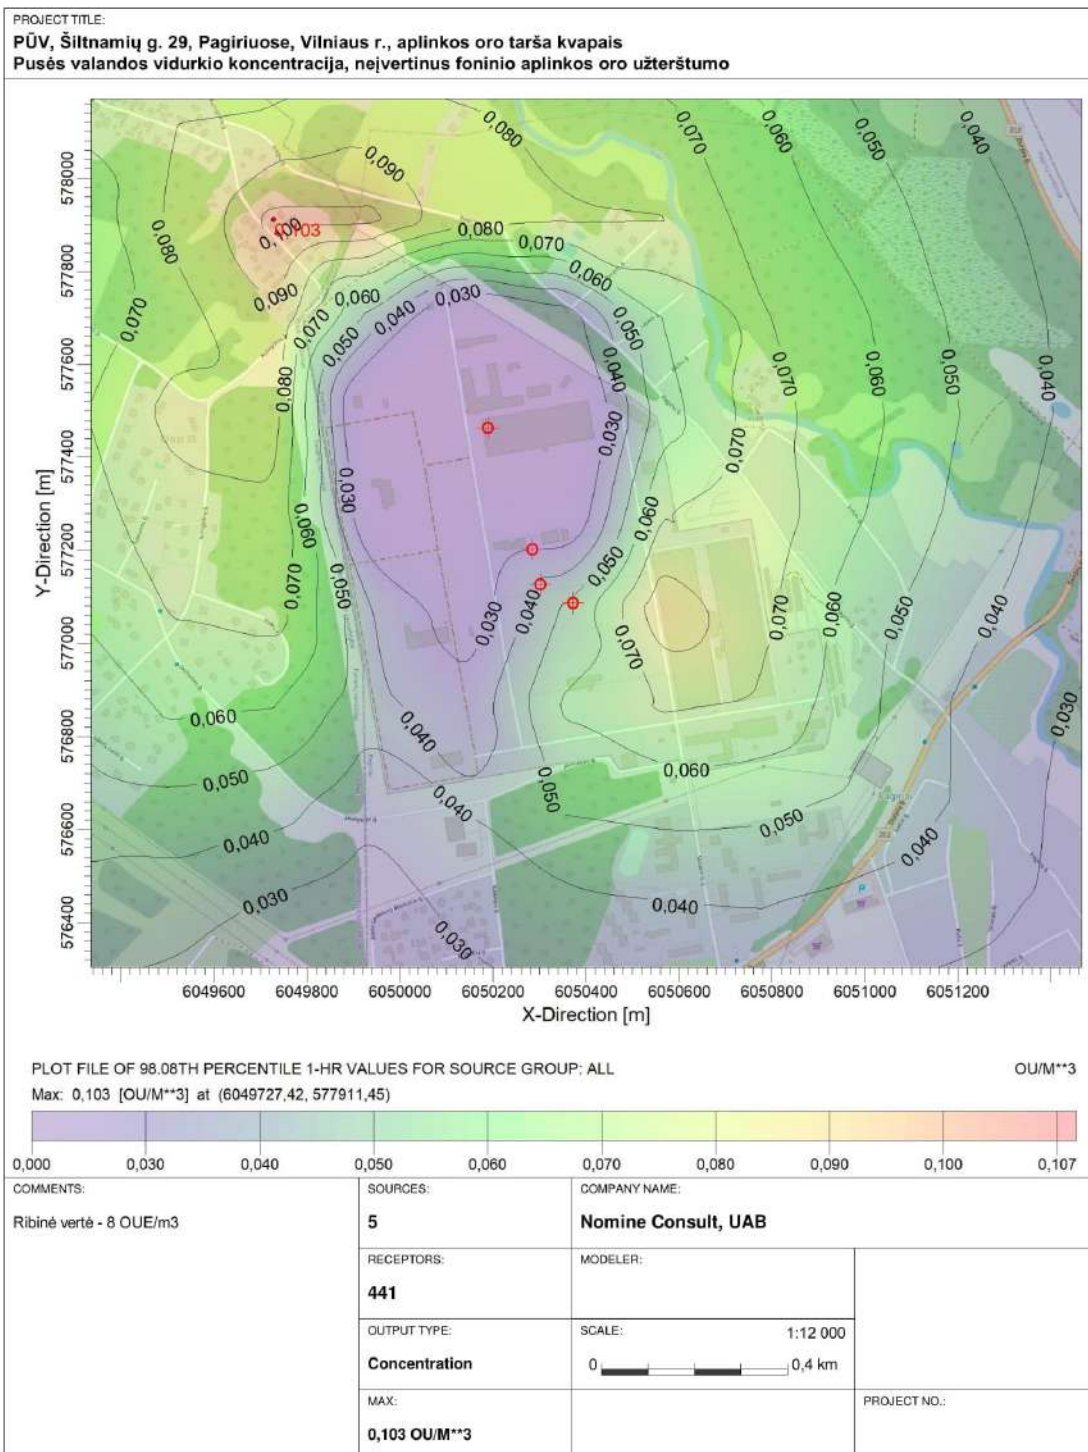 PROJECT TITLE:
PŪV, Šiltnamių g. 29, Pagiriuose, Vilniaus r., aplinkos oro tarša kvapais
Pusės valandos vidurkio koncentracija, neįvertinus foninio aplinkos oro užterštumo
0,080 0,070 0,060 0,050 0,040
0,090
0,100
0,103
0,080 0,080 0,070
0,090 0,060 0,030 0,060
0,070 0,070 0,050 0,040 0,050
0,080 0,040 0,070 0,060 0,050 0,040
0,030 0,030 0,070
0,060 0,060
0,070 0,050 0,050
0,030 0,040 0,070 0,060 0,050 0,040
0,060 0,040 0,030
0,050 0,040 0,050 0,060
0,040 0,050 0,040
0,030 0,030 0,040
Y-Direction [m]
578000
577800
577600
577400
577200
577000
576800
576600
576400
6049600 6049800 6050000 6050200 6050400 6050600 6050800 6051000 6051200
X-Direction [m]
PLOT FILE OF 98.08TH PERCENTILE 1-HR VALUES FOR SOURCE GROUP: ALL OU/M**3
Max: 0,103 [OU/M**3] at (6049727,42, 577911,45)
0,000 0,030 0,040 0,050 0,060 0,070 0,080 0,090 0,100 0,107
COMMENTS:
Ribinė vertė - 8 OUE/m3
SOURCES:
5
COMPANY NAME:
Nomine Consult, UAB
RECEPTORS:
441
MODELER:
OUTPUT TYPE:
Concentration
SCALE: 1:12 000
0 0,4 km
MAX:
0,103 OU/M**3
PROJECT NO.: